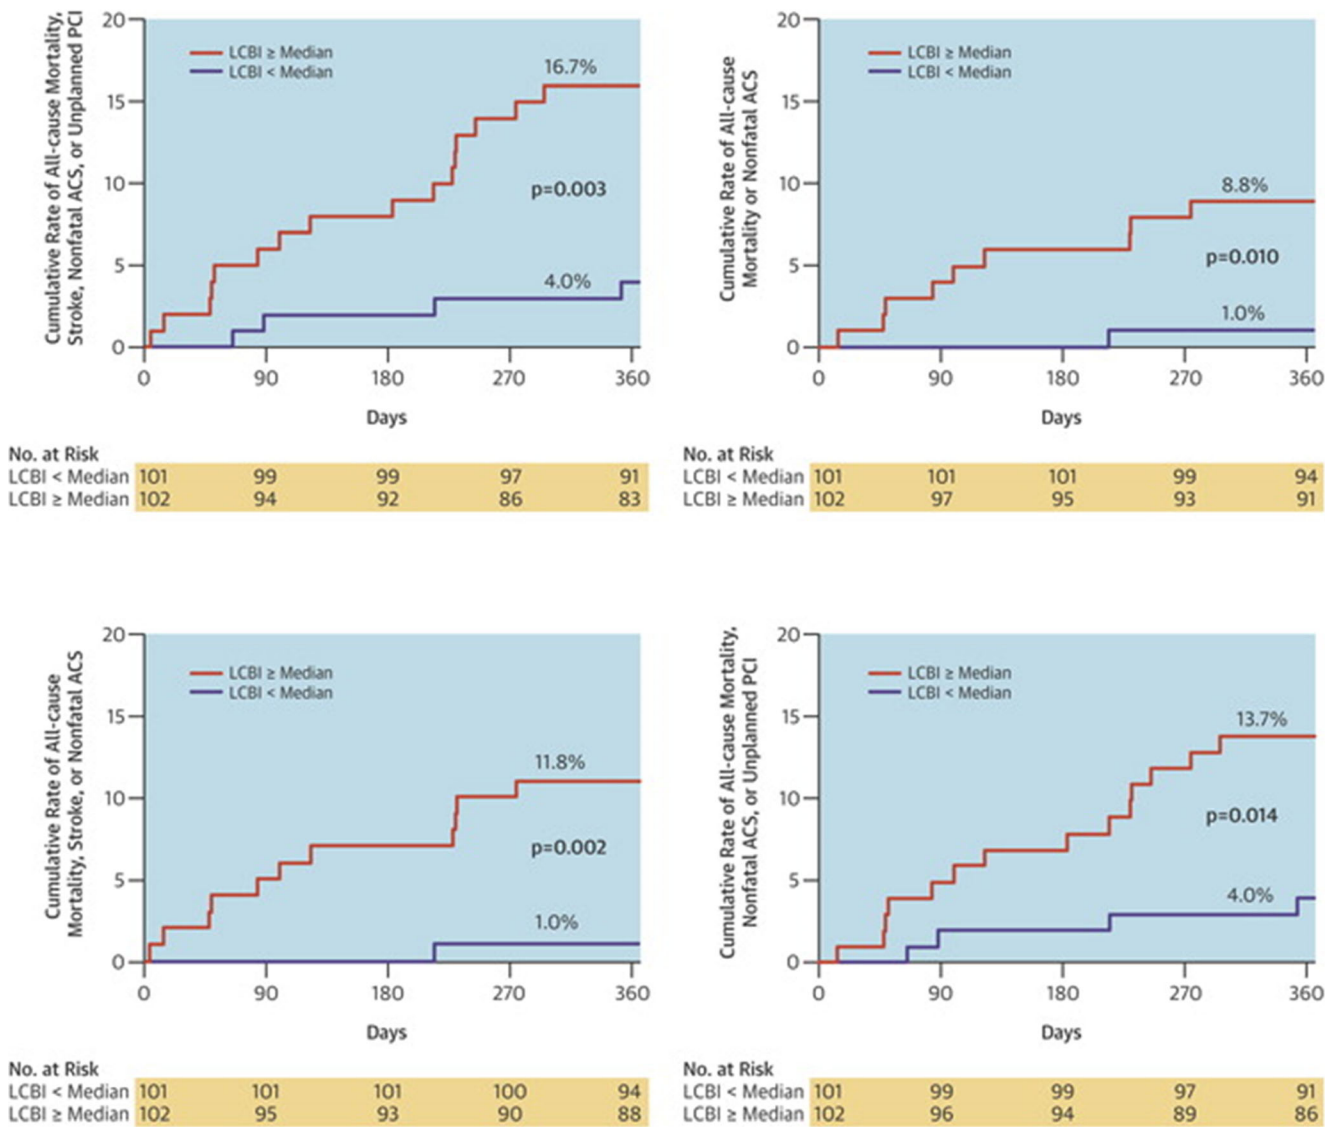 Cumulative Rate of All-cause Mortality,
Stroke, Nonfatal ACS, or Unplanned PCI
20
15
10
5
0
LCBI ≥ Median
LCBI < Median
16.7%
p=0.003
4.0%
0 90 180 270 360
Days
No. at Risk
LCBI < Median 101 99 99 97 91
LCBI ≥ Median 102 94 92 86 83
Cumulative Rate of All-cause
Mortality or Nonfatal ACS
20
15
10
5
0
LCBI ≥ Median
LCBI < Median
8.8%
p=0.010
1.0%
0 90 180 270 360
Days
No. at Risk
LCBI < Median 101 101 101 99 94
LCBI ≥ Median 102 97 95 93 91
Cumulative Rate of All-cause
Mortality, Stroke, or Nonfatal ACS
20
15
10
5
0
LCBI ≥ Median
LCBI < Median
11.8%
p=0.002
1.0%
0 90 180 270 360
Days
No. at Risk
LCBI < Median 101 101 101 100 94
LCBI ≥ Median 102 95 93 90 88
Cumulative Rate of All-cause Mortality,
Nonfatal ACS, or Unplanned PCI
20
15
10
5
0
LCBI ≥ Median
LCBI < Median
13.7%
p=0.014
4.0%
0 90 180 270 360
Days
No. at Risk
LCBI < Median 101 99 99 97 91
LCBI ≥ Median 102 96 94 89 86